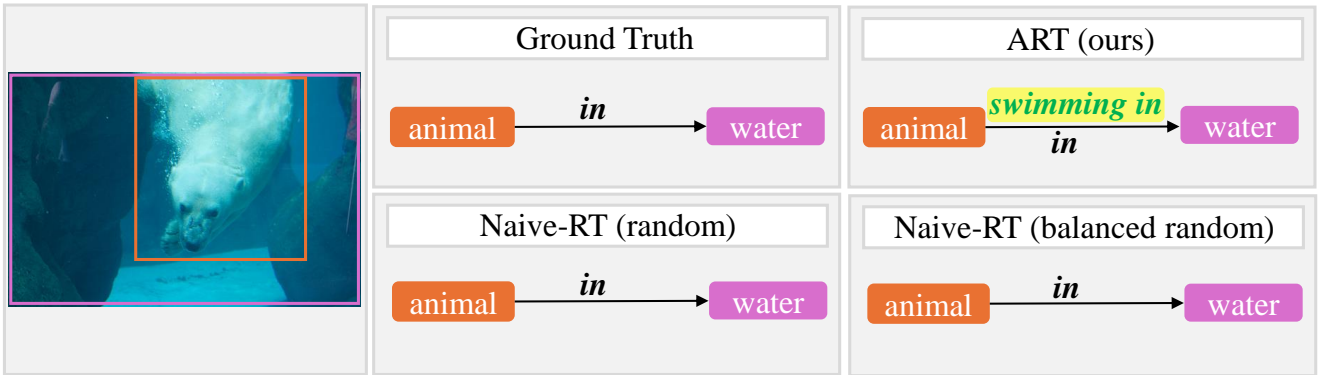 Ground Truth
in
animal water
ART (ours)
swimming in
animal water
in
Naive-RT (random)
in
animal water
Naive-RT (balanced random)
in
animal water